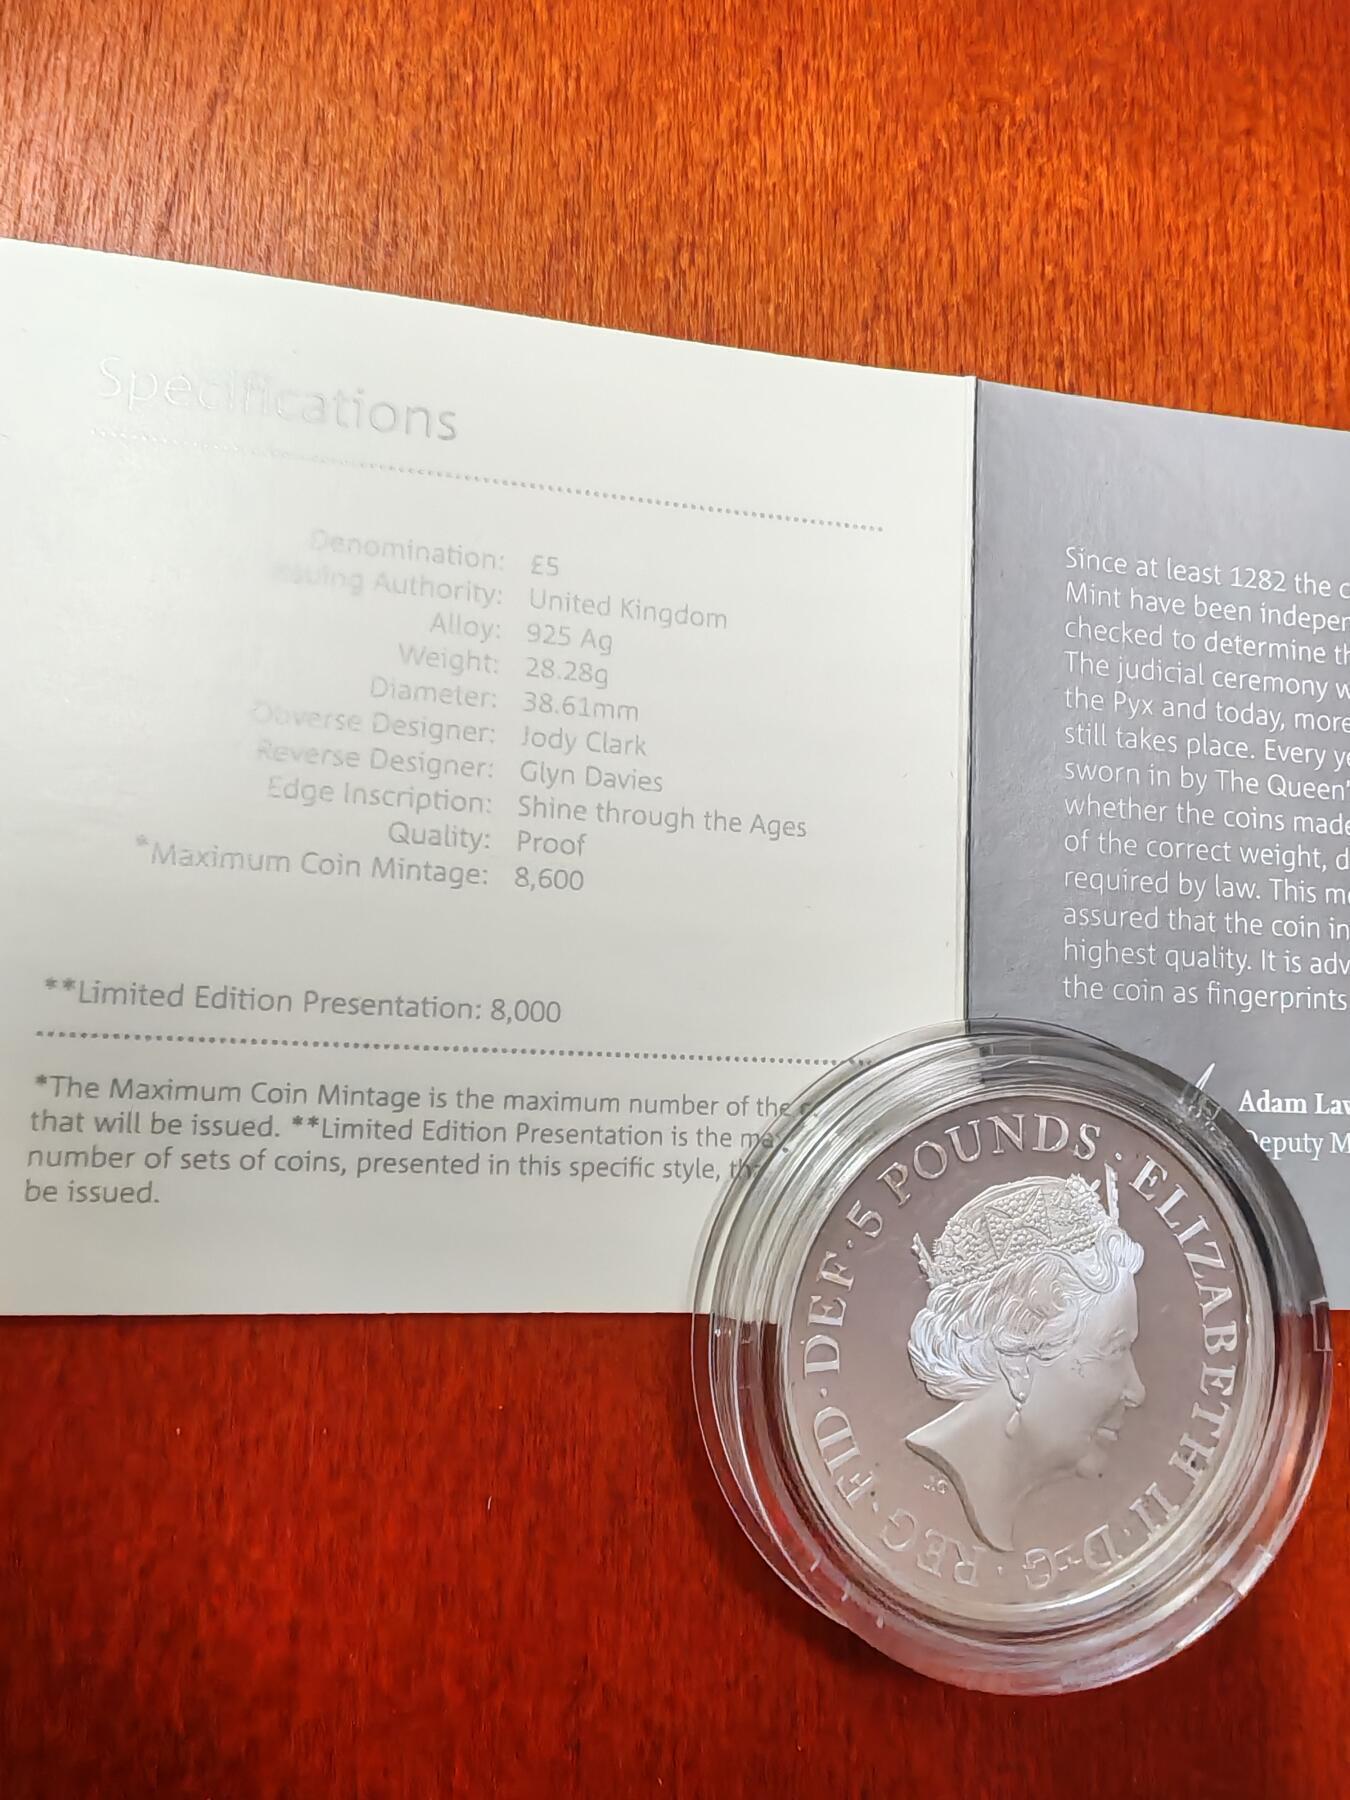 Specifications
Denomination: £5
Issuing Authority: United Kingdom
Alloy: 925 Ag
Weight: 28.28g
Diameter: 38.61mm
Obverse Designer: Jody Clark
Reverse Designer: Glyn Davies
Edge Inscription: Shine through the Ages
Quality: Proof
*Maximum Coin Mintage: 8,600
**Limited Edition Presentation: 8,000
*The Maximum Coin Mintage is the maximum number of the
that will be issued. **Limited Edition Presentation is the
number of sets of coins, presented in this specific style,
be issued.
Since at least 1282 the
Mint have been
checked to determine
The judicial ceremony
the Pyx and today, more
still takes place. Every
sworn in by The Queen'
whether the coins made
of the correct weight,
required by law. This
assured that the coin in
highest quality. It is
the coin as fingerprints
Adam
Deputy
ELIZABETH II · D · G · REG · FID · DEF · 5 POUNDS ·
J.C